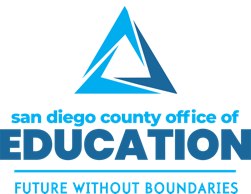 san diego county office of
EDUCATION
FUTURE WITHOUT BOUNDARIES